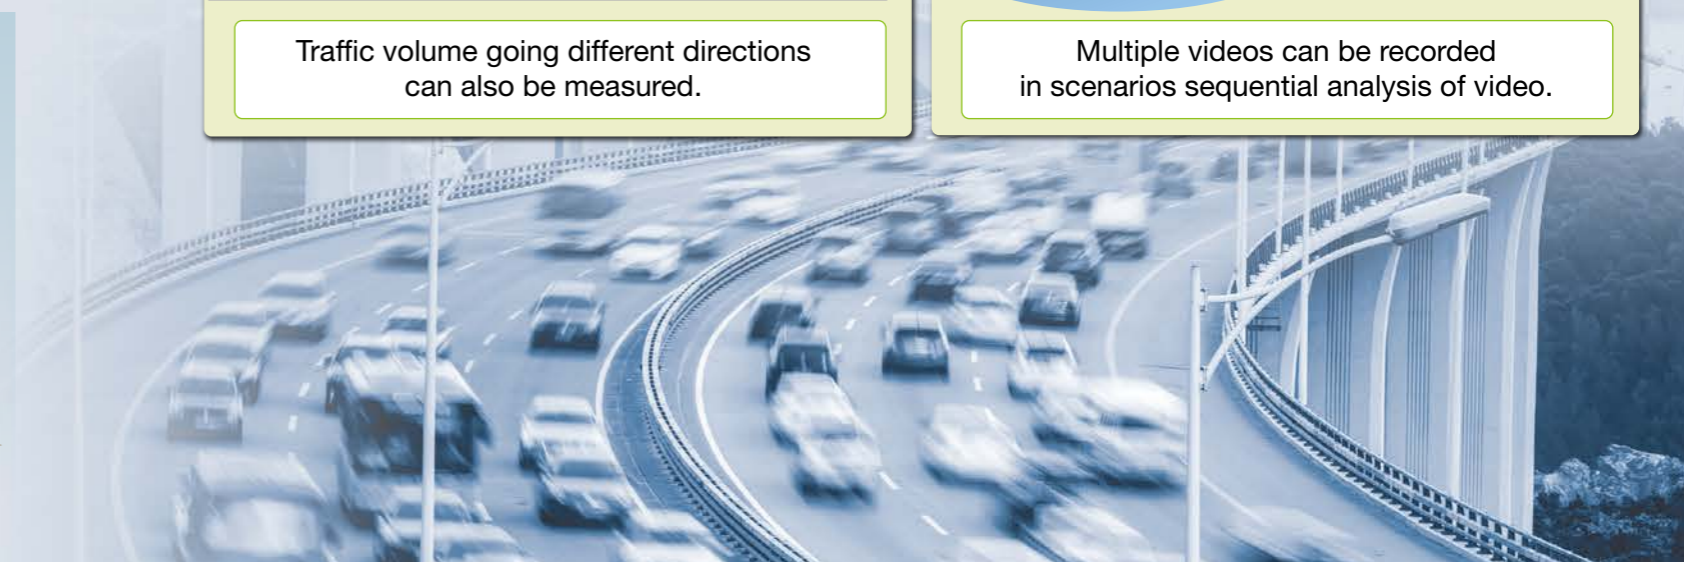 Traffic volume going different directions
can also be measured.
Multiple videos can be recorded
in scenarios sequential analysis of video.